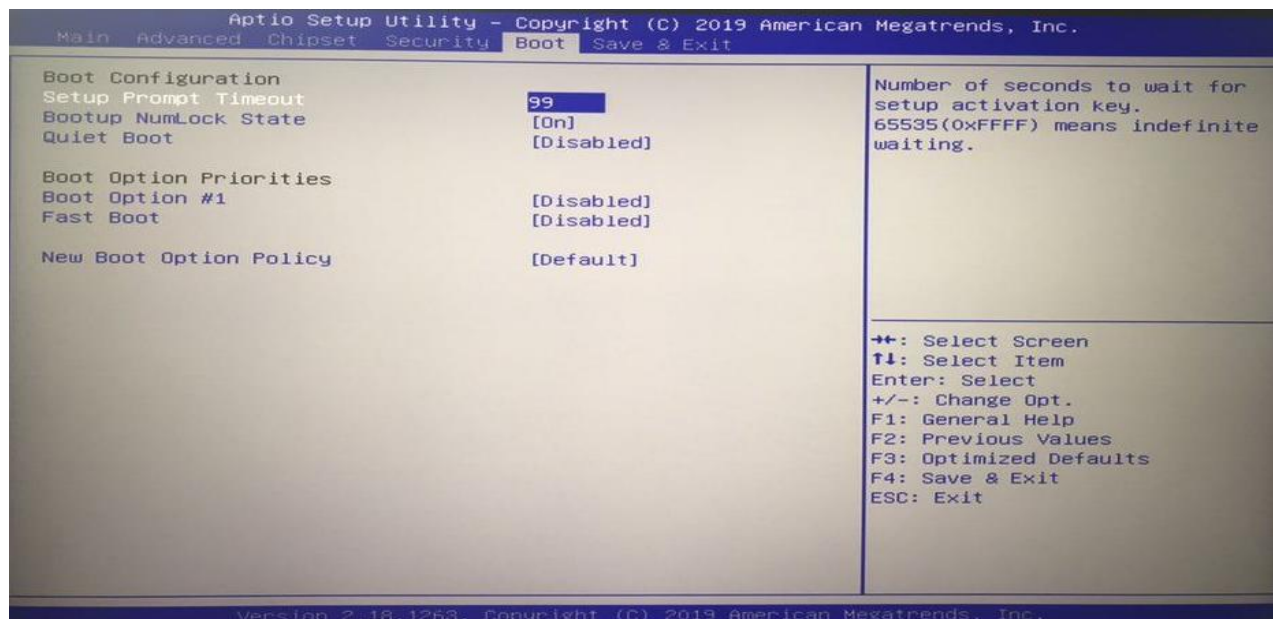 Aptio Setup Utility – Copyright (C) 2019 American Megatrends, Inc.
Main Advanced Chipset Security Boot Save & Exit
Boot Configuration
Setup Prompt Timeout 99
Bootup NumLock State [On]
Quiet Boot [Disabled]
Boot Option Priorities
Boot Option #1 [Disabled]
Fast Boot [Disabled]
New Boot Option Policy [Default]
Number of seconds to wait for
setup activation key.
65535(0xFFFF) means indefinite
waiting.
→←: Select Screen
↑↓: Select Item
Enter: Select
+/-: Change Opt.
F1: General Help
F2: Previous Values
F3: Optimized Defaults
F4: Save & Exit
ESC: Exit
Version 2.18.1263. Copyright (C) 2019 American Megatrends, Inc.